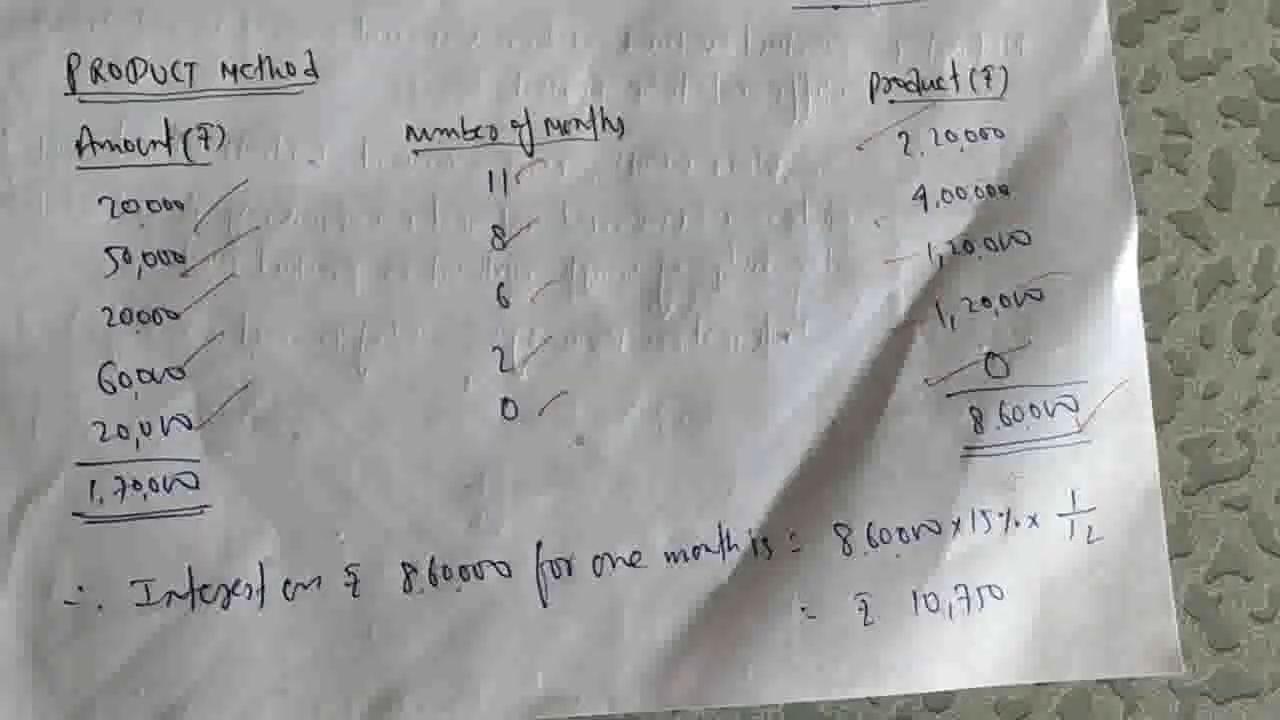 PRODUCT Method
Amount (₹) number of months Product (₹)
20,000 11 2,20,000
50,000 8 4,00,000
20,000 6 1,20,000
60,000 2 1,20,000
20,000 0 0
1,70,000 8,60,000
∴ Interest on ₹ 8,60,000 for one month is = 8,60,000 × 15% × 1/12
= ₹ 10,750